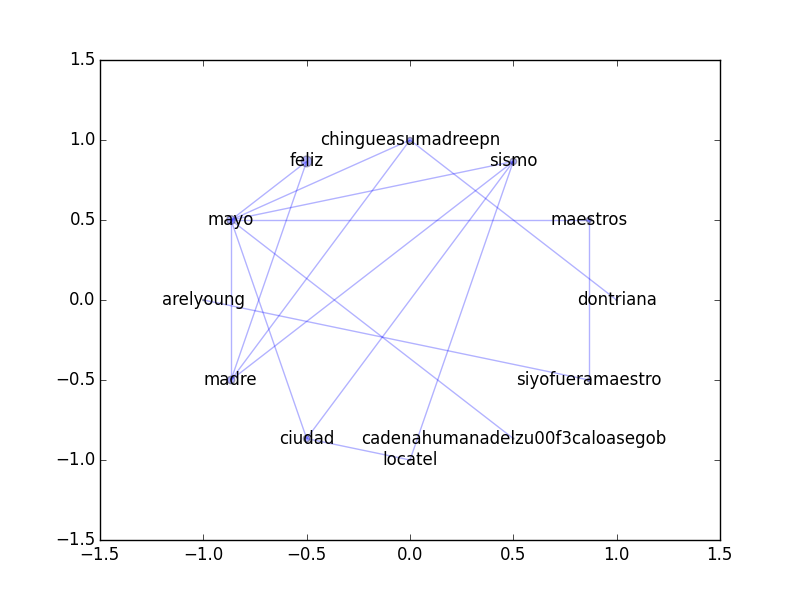 1.5
1.0
0.5
0.0
−0.5
−1.0
−1.5
chingueasumadreepn
feliz
sismo
mayo
maestros
arelyoung
dontriana
madre
siyofueramaestro
ciudad
cadenahumanadelzu00f3caloasegob
locatel
−1.5
−1.0
−0.5
0.0
0.5
1.0
1.5